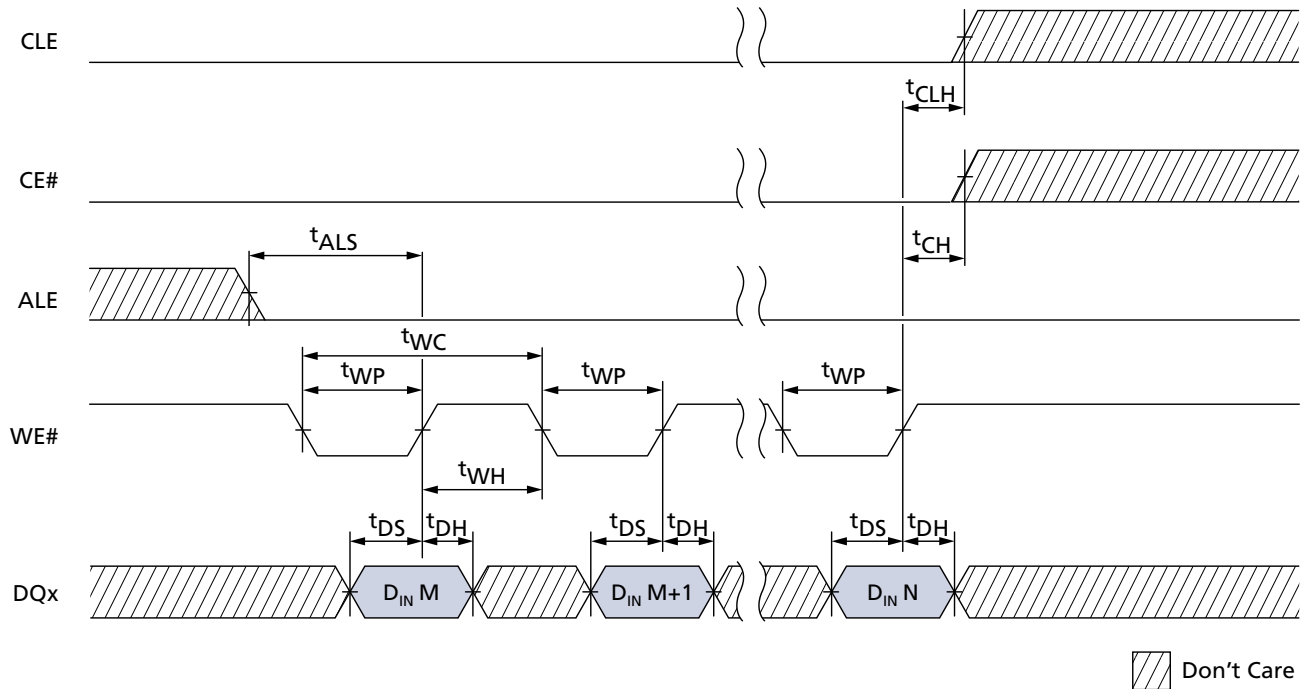 CLE
tCLH
CE#
tALS
tCH
ALE
tWC
tWP
tWP
tWP
WE#
tWH
tDS
tDH
tDS
tDH
tDS
tDH
DQx
DIN M
DIN M+1
DIN N
Don't Care